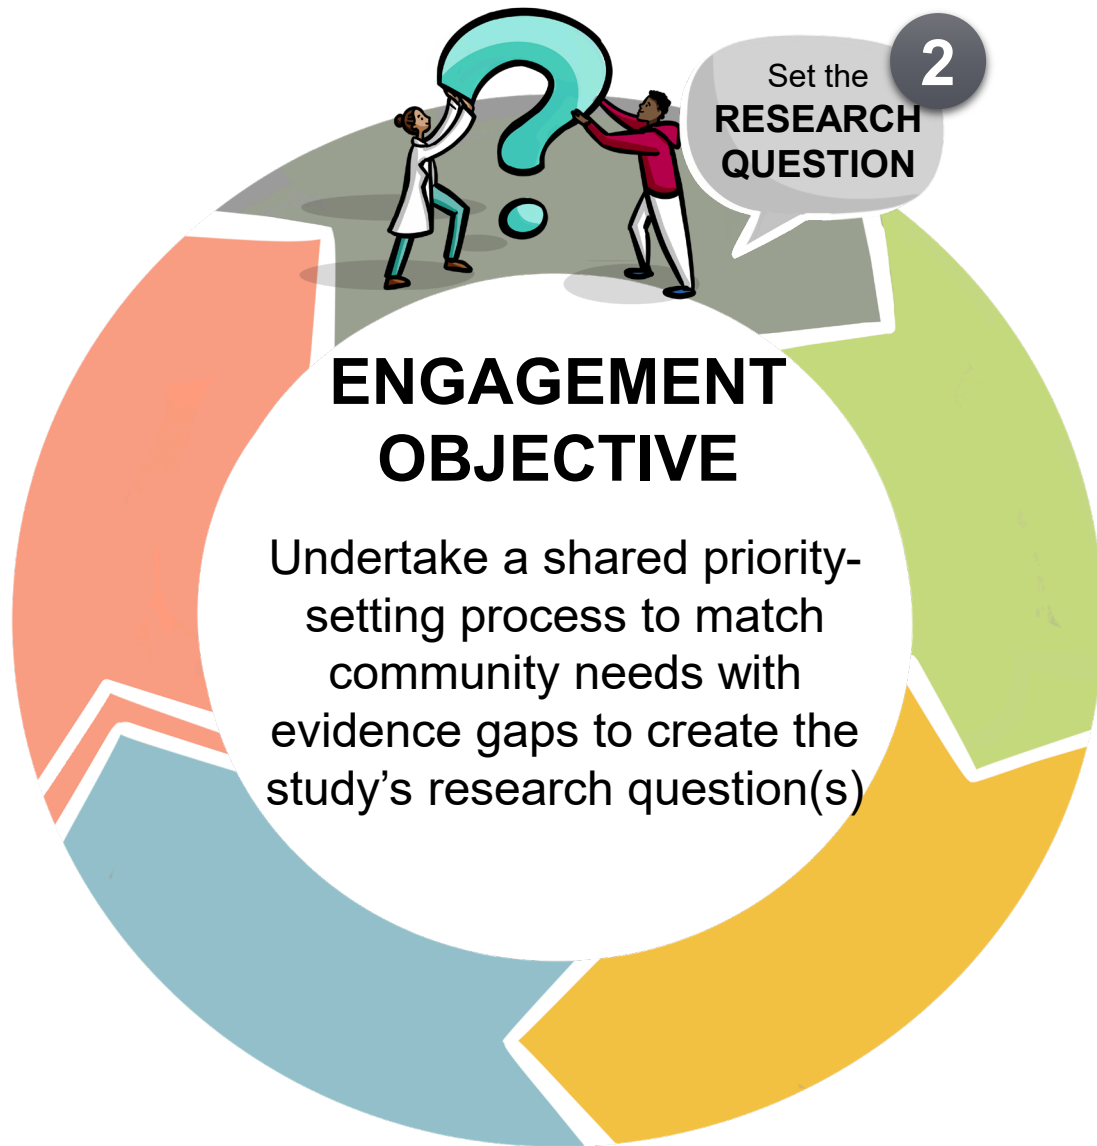 2
Set the
RESEARCH
QUESTION
?
ENGAGEMENT
OBJECTIVE
Undertake a shared priority-
setting process to match
community needs with
evidence gaps to create the
study’s research question(s)